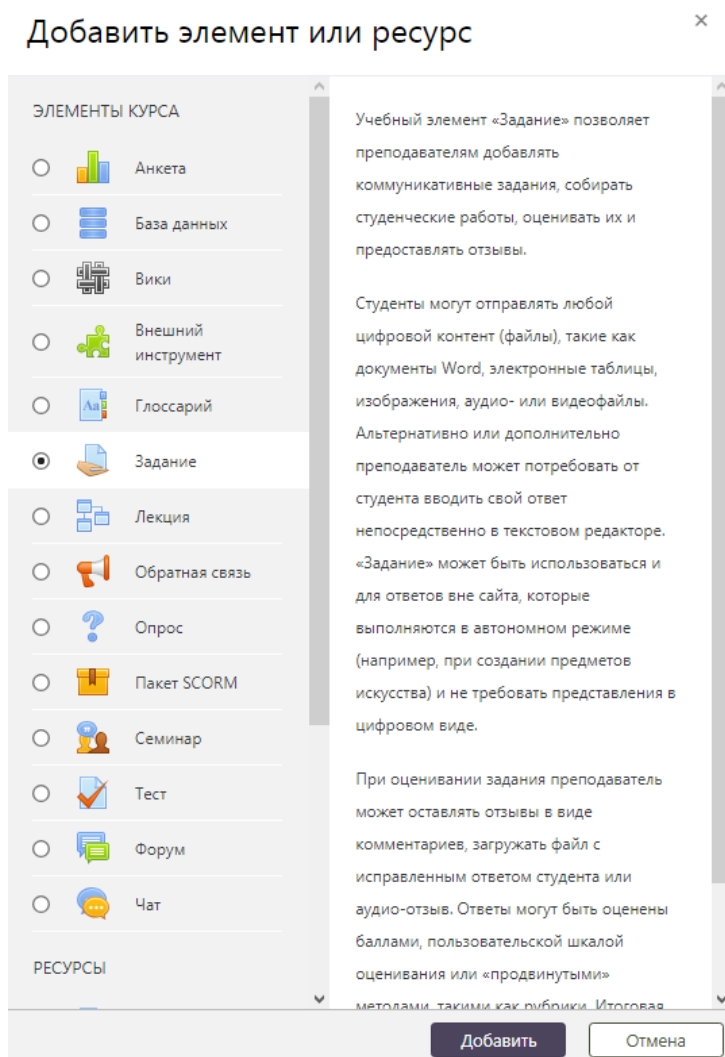 Добавить элемент или ресурс
×
ЭЛЕМЕНТЫ КУРСА
Анкета
База данных
Вики
Внешний
инструмент
Глоссарий
Задание
Лекция
Обратная связь
Опрос
Пакет SCORM
Семинар
Тест
Форум
Чат
РЕСУРСЫ
Учебный элемент «Задание» позволяет
преподавателям добавлять
коммуникативные задания, собирать
студенческие работы, оценивать их и
предоставлять отзывы.
Студенты могут отправлять любой
цифровой контент (файлы), такие как
документы Word, электронные таблицы,
изображения, аудио- или видеофайлы.
Альтернативно или дополнительно
преподаватель может потребовать от
студента вводить свой ответ
непосредственно в текстовом редакторе.
«Задание» может быть использоваться и
для ответов вне сайта, которые
выполняются в автономном режиме
(например, при создании предметов
искусства) и не требовать представления в
цифровом виде.
При оценивании задания преподаватель
может оставлять отзывы в виде
комментариев, загружать файл с
исправленным ответом студента или
аудио-отзыв. Ответы могут быть оценены
баллами, пользовательской шкалой
оценивания или «продвинутыми»
методами, такими как рубрики. Итоговая
Добавить
Отмена